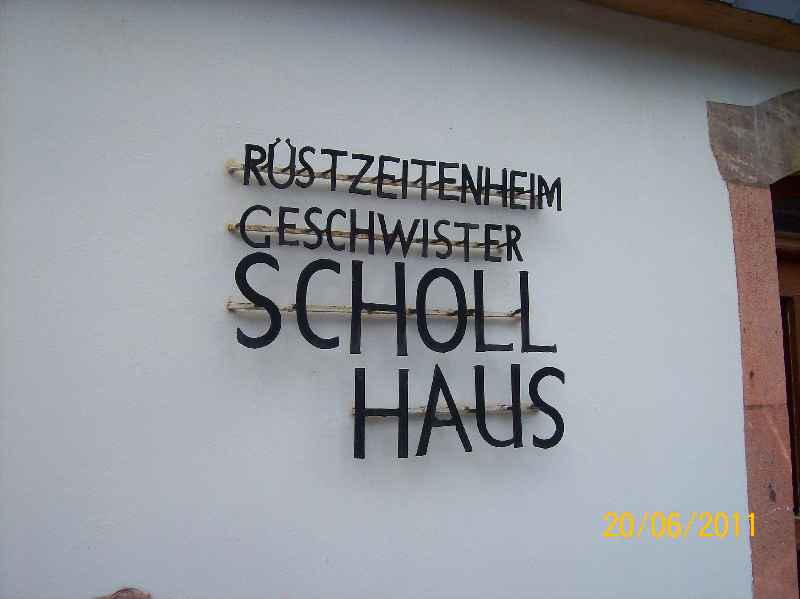 RÜSTZEITENHEIM
GESCHWISTER
SCHOLL
HAUS
20/06/2011